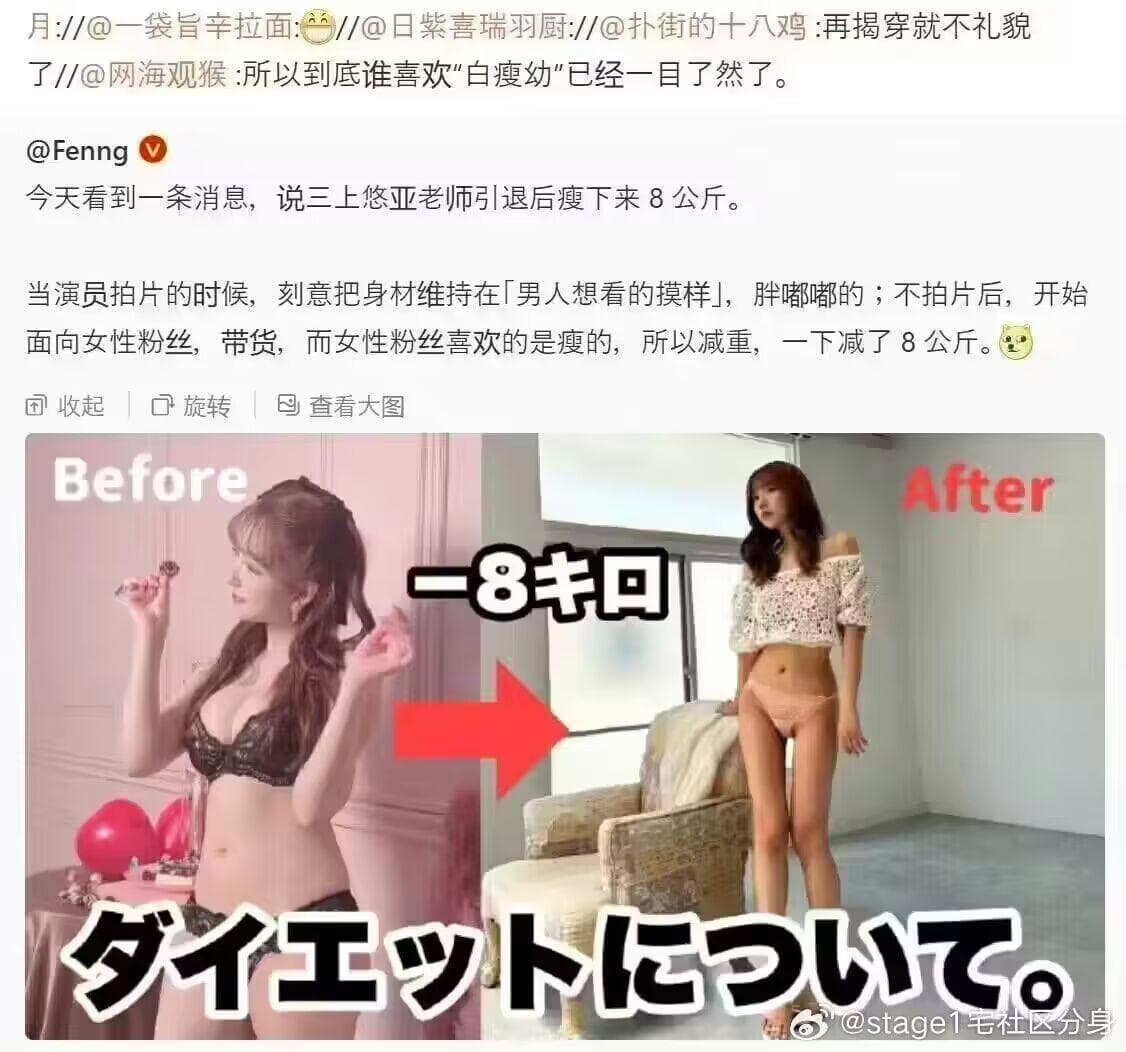 月://@一袋旨辛拉面:😁//@日紫喜瑞羽厨://@扑街的十八鸡 :再揭穿就不礼貌
了//@网海观猴 :所以到底谁喜欢“白瘦幼”已经一目了然了。
@Fenng
今天看到一条消息，说三上悠亚老师引退后瘦下来 8 公斤。
当演员拍片的时候，刻意把身材维持在「男人想看的摸样」，胖嘟嘟的；不拍片后，开始
面向女性粉丝，带货，而女性粉丝喜欢的是瘦的，所以减重，一下减了 8 公斤。
收起 旋转 查看大图
Before
After
-8キロ
ダイエットについて。
@stage1宅社区分身